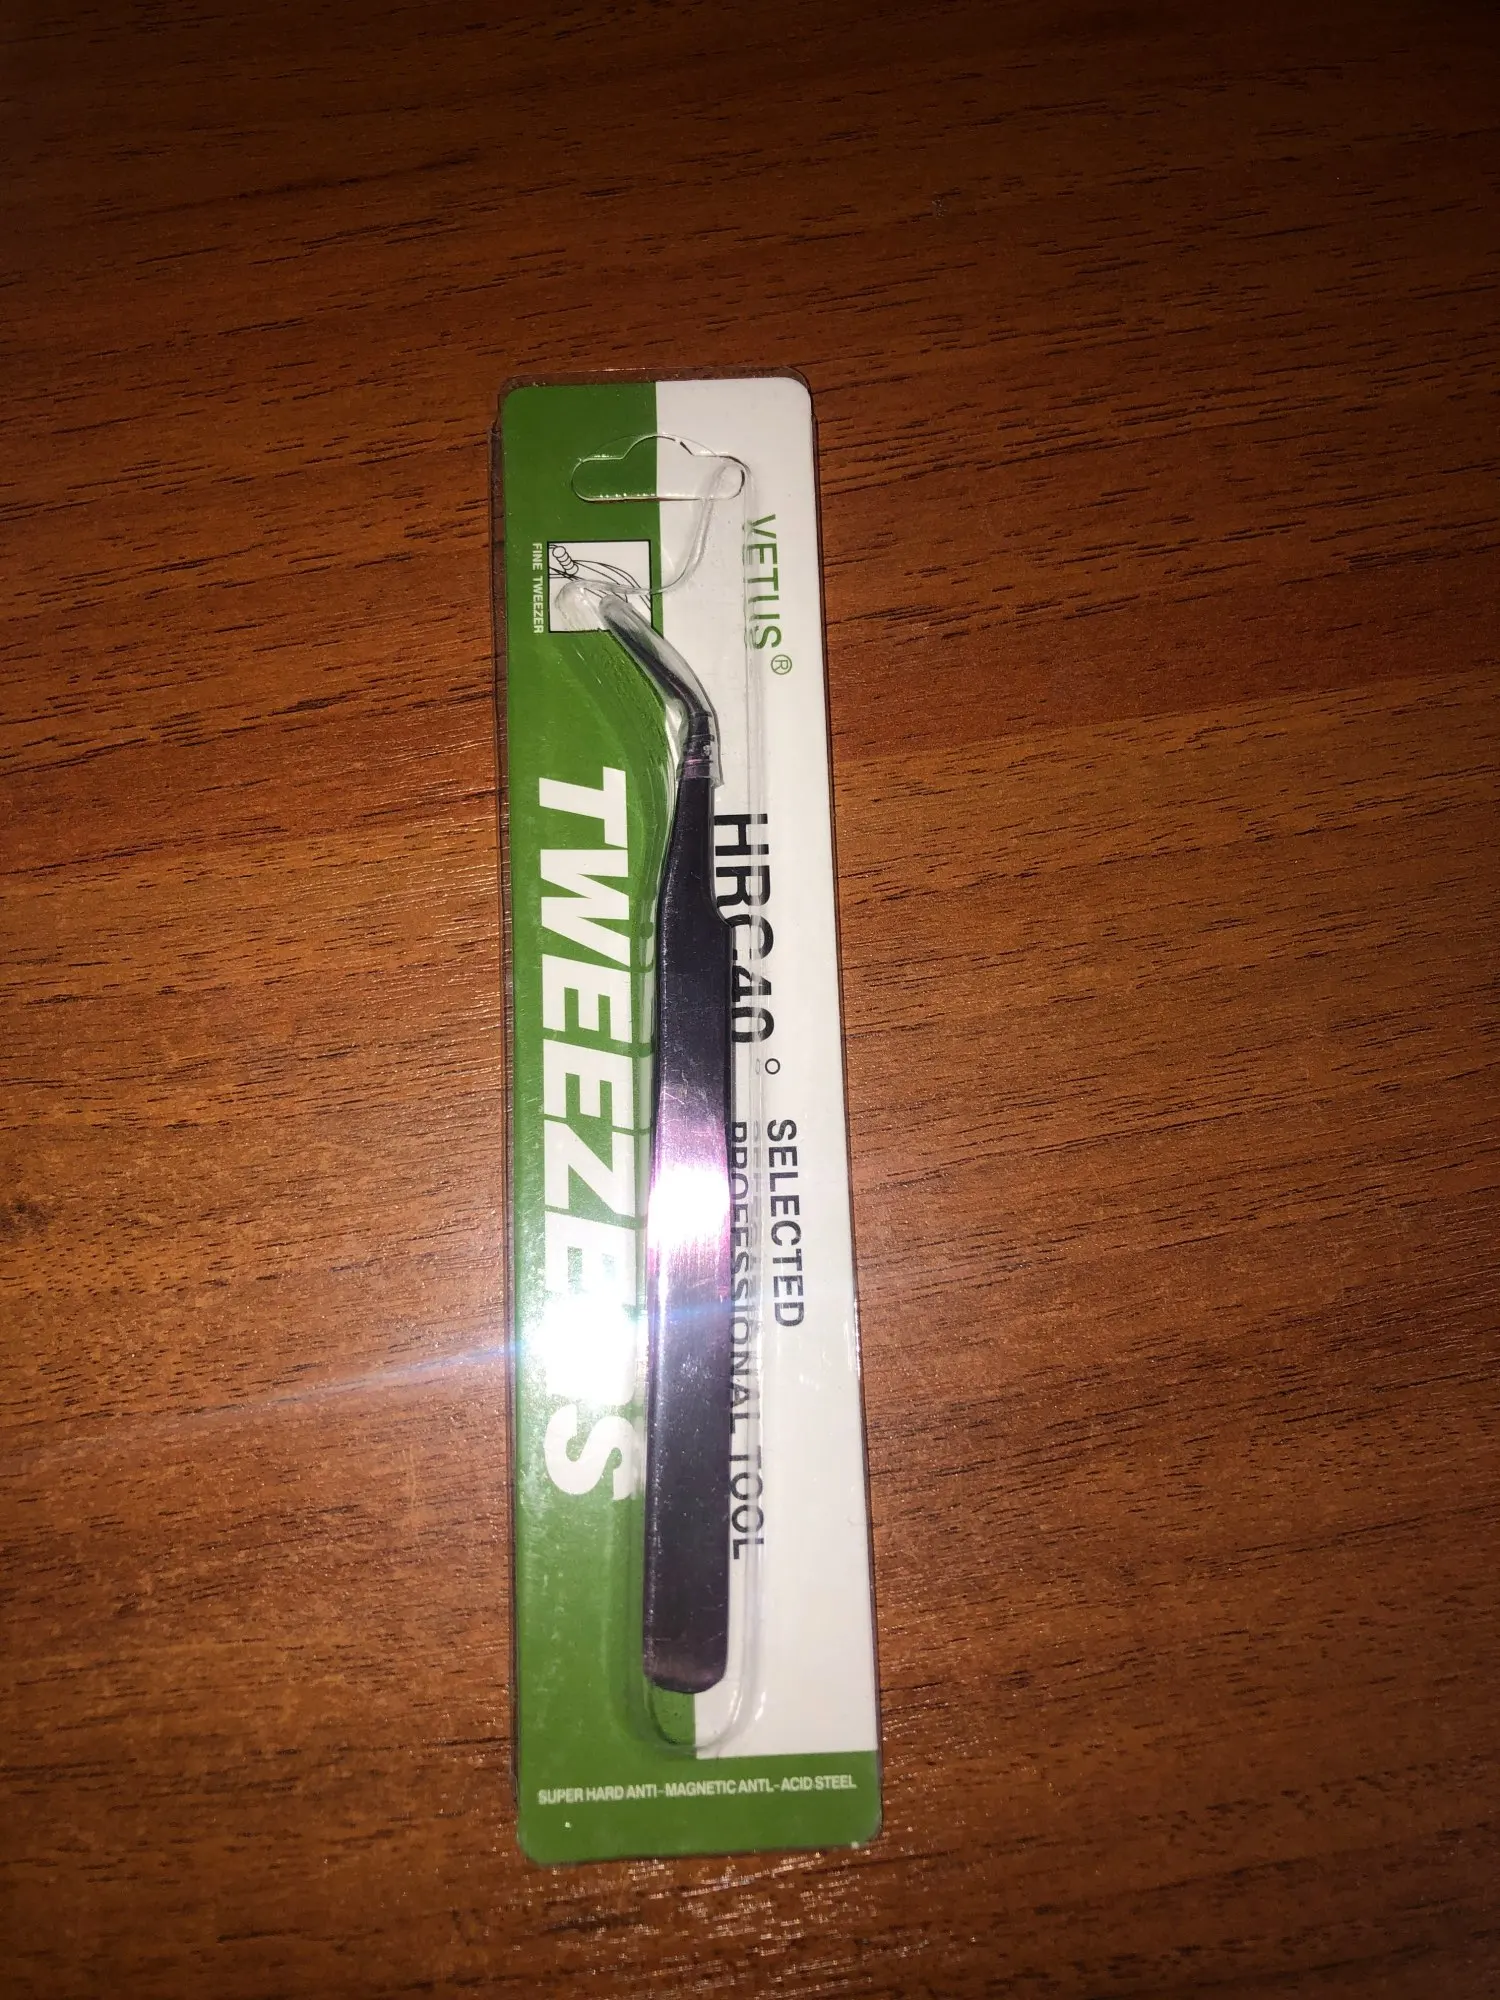 VETUS®
HRC40°
SELECTED
PROFESSIONAL TOOL
FINE TWEEZER
TWEEZERS
SUPER HARD ANTI-MAGNETIC ANTL-ACID STEEL